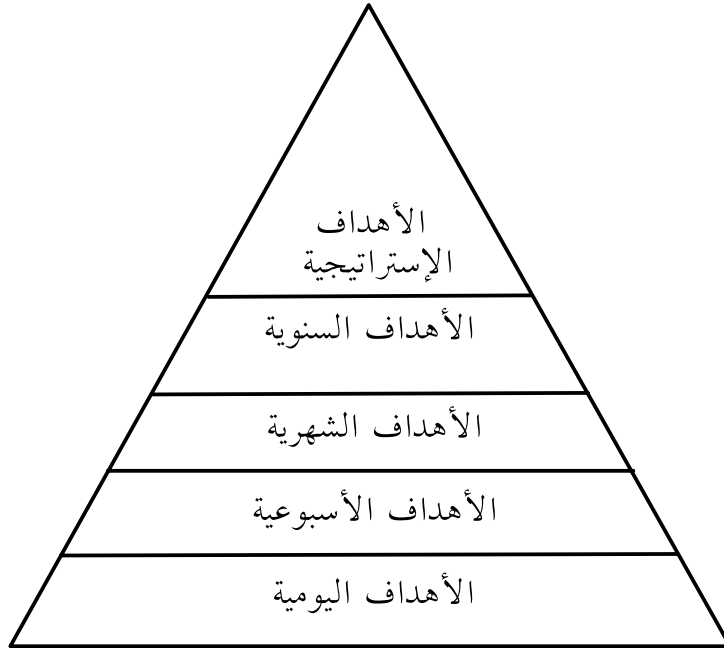 الأهداف
الإستراتيجية
الأهداف السنوية
الأهداف الشهرية
الأهداف الأسبوعية
الأهداف اليومية